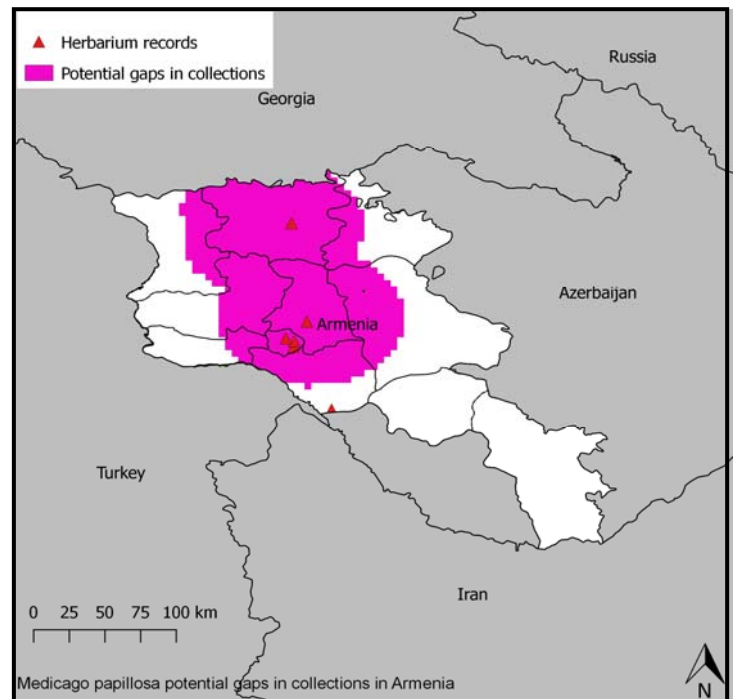 Herbarium records
Potential gaps in collections
Russia
Georgia
Azerbaijan
Armenia
Turkey
Iran
0 25 50 75 100 km
Medicago papillosa potential gaps in collections in Armenia
N